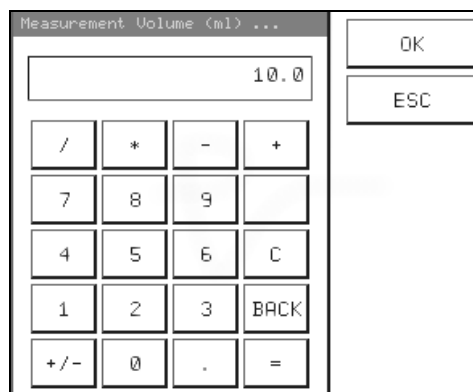 Measurement Volume (ml) ...
OK
10.0
ESC
/ * - +
7 8 9
4 5 6 C
1 2 3 BACK
+/- 0 . =